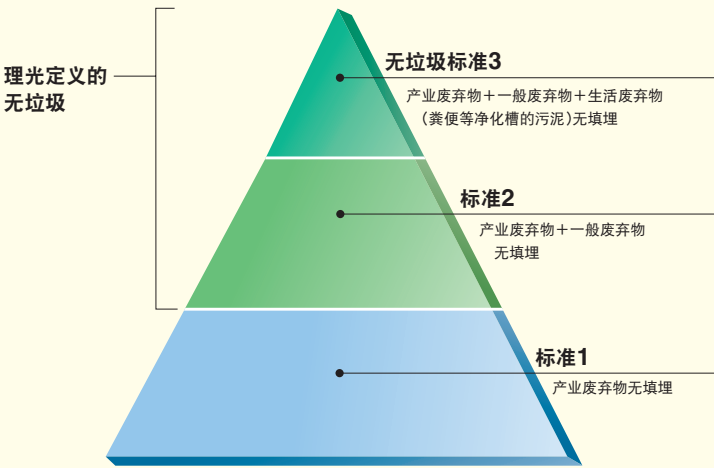 理光定义的
无垃圾
无垃圾标准3
产业废弃物＋一般废弃物＋生活废弃物
（粪便等净化槽的污泥）无填埋
标准2
产业废弃物＋一般废弃物
无填埋
标准1
产业废弃物无填埋